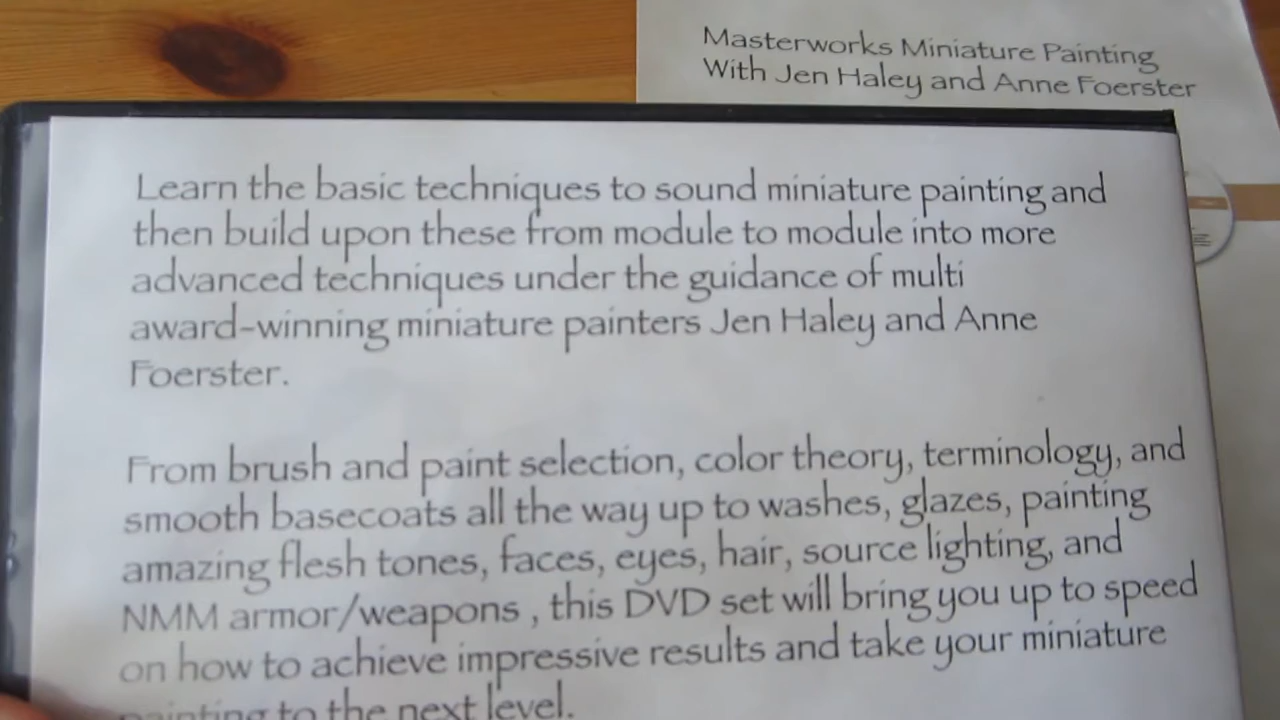 Masterworks Miniature Painting
With Jen Haley and Anne Foerster
Learn the basic techniques to sound miniature painting and
then build upon these from module to module into more
advanced techniques under the guidance of multi
award-winning miniature painters Jen Haley and Anne
Foerster.
From brush and paint selection, color theory, terminology, and
smooth basecoats all the way up to washes, glazes, painting
amazing flesh tones, faces, eyes, hair, source lighting, and
NMM armor/weapons , this DVD set will bring you up to speed
on how to achieve impressive results and take your miniature
painting to the next level.